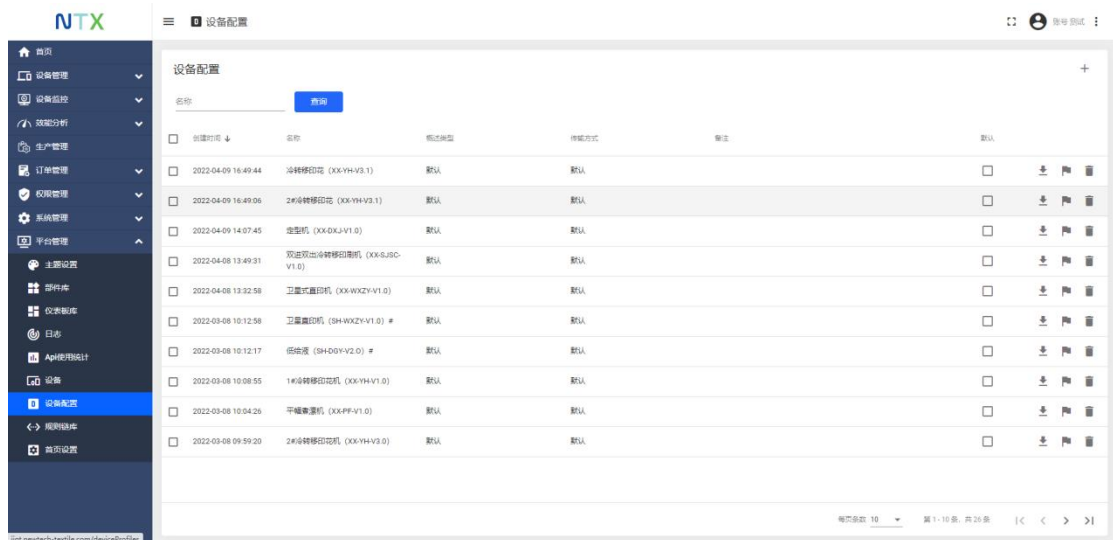 NTX
设备配置
账号 测试
首页
设备管理
设备监控
效能分析
生产管理
订单管理
权限管理
系统管理
平台管理
主题设置
部件库
仪表板库
日志
Api使用统计
设备
设备配置
规则链库
首页设置
设备配置
名称
查询
创建时间 名称 概述类型 传输方式 备注 默认
2022-04-09 16:49:44 冷转移印花 (XX-YH-V3.1) 默认 默认
2022-04-09 16:49:06 2#冷转移印花 (XX-YH-V3.1) 默认 默认
2022-04-09 14:07:45 定型机 (XX-DXJ-V1.0) 默认 默认
2022-04-08 13:49:31 双进双出冷转移印刷机 (XX-SJSC-
V1.0) 默认 默认
2022-04-08 13:32:58 卫星式直印机 (XX-WXZY-V1.0) 默认 默认
2022-03-08 10:12:58 卫星直印机 (SH-WXZY-V1.0) # 默认 默认
2022-03-08 10:12:17 低给液 (SH-DGY-V2.0) # 默认 默认
2022-03-08 10:08:55 1#冷转移印花机 (XX-YH-V1.0) 默认 默认
2022-03-08 10:04:26 平幅煮漂机 (XX-PF-V1.0) 默认 默认
2022-03-08 09:59:20 2#冷转移印花机 (XX-YH-V3.0) 默认 默认
每页条数 10 第 1 - 10 条, 共 26 条
iiot.newtech-textile.com/deviceProfiles